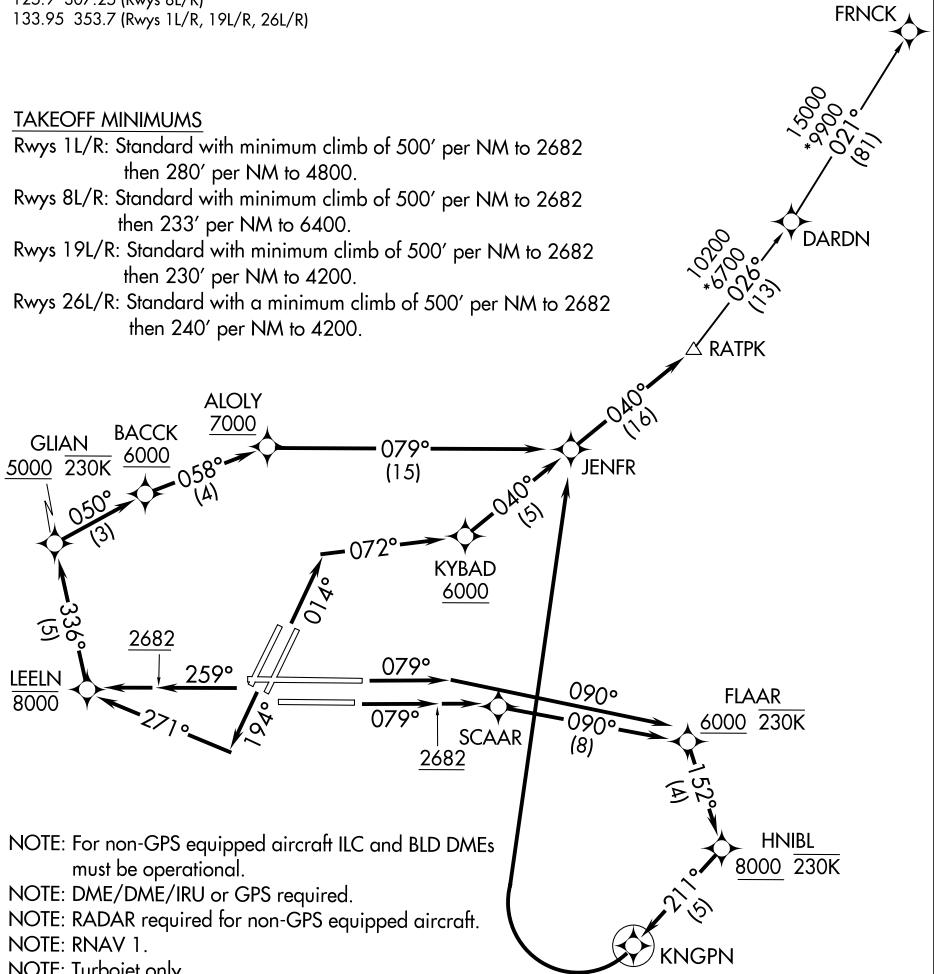 125.9 307.25 (Rwys 8L/R)
133.95 353.7 (Rwys 1L/R, 19L/R, 26L/R)
FRNCK
TAKEOFF MINIMUMS
Rwys 1L/R: Standard with minimum climb of 500' per NM to 2682
then 280' per NM to 4800.
Rwys 8L/R: Standard with minimum climb of 500' per NM to 2682
then 233' per NM to 6400.
Rwys 19L/R: Standard with minimum climb of 500' per NM to 2682
then 230' per NM to 4200.
Rwys 26L/R: Standard with a minimum climb of 500' per NM to 2682
then 240' per NM to 4200.
15000
*9900
021°
(81)
DARDN
10200
*6700
026°
(13)
RATPK
040°
(16)
ALOLY
7000
BACCK
6000
GLIAN
5000 230K
050°
(3)
058°
(4)
079°
(15)
JENFR
040°
(5)
072°
KYBAD
6000
014°
336°
(5)
2682
LEELN
8000
259°
271°
194°
079°
090°
079°
2682
SCAAR
090°
(8)
FLAAR
6000 230K
152°
(4)
HNIBL
8000 230K
211°
(5)
KNGPN
NOTE: For non-GPS equipped aircraft ILC and BLD DMEs
must be operational.
NOTE: DME/DME/IRU or GPS required.
NOTE: RADAR required for non-GPS equipped aircraft.
NOTE: RNAV 1.
NOTE: Turbojet only